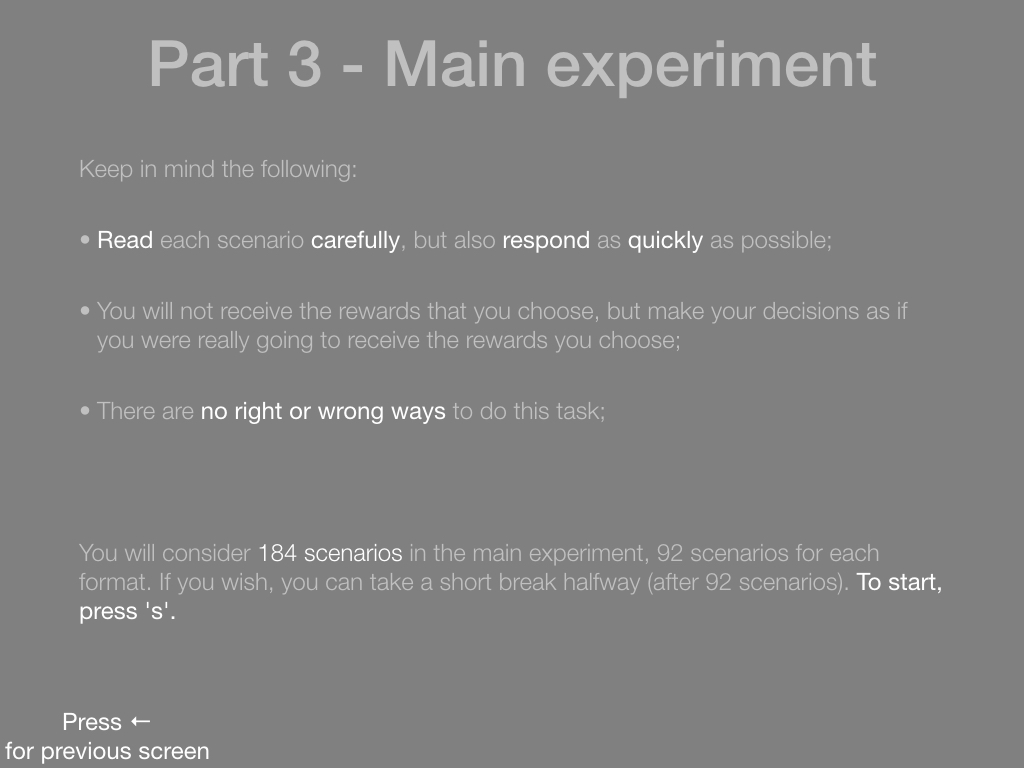 Part 3 - Main experiment
Keep in mind the following:
• Read each scenario carefully, but also respond as quickly as possible;
• You will not receive the rewards that you choose, but make your decisions as if
you were really going to receive the rewards you choose;
• There are no right or wrong ways to do this task;
You will consider 184 scenarios in the main experiment, 92 scenarios for each
format. If you wish, you can take a short break halfway (after 92 scenarios). To start,
press 's'.
Press ←
for previous screen